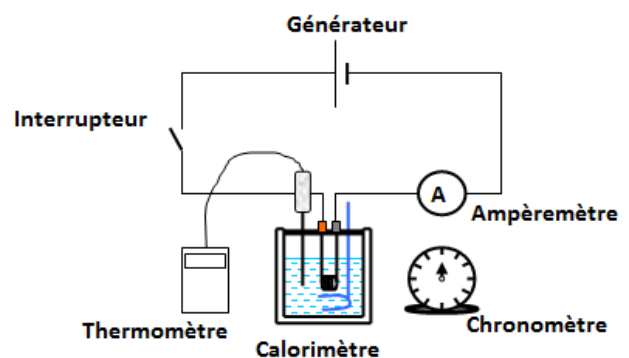 Générateur
Interrupteur
A
Ampèremètre
Thermomètre
Chronomètre
Calorimètre